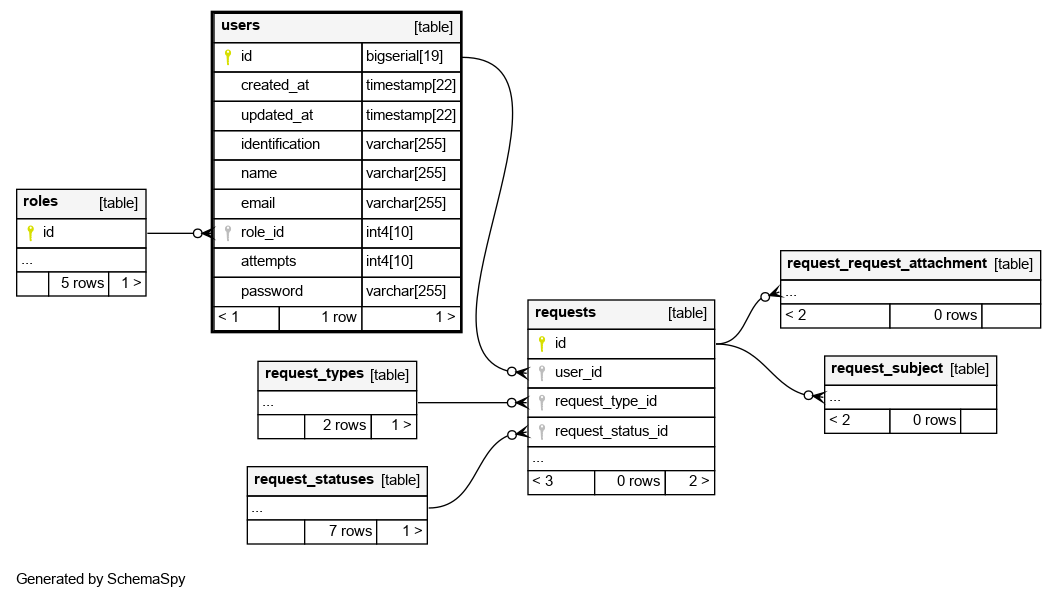 users [table]
id bigserial[19]
created_at timestamp[22]
updated_at timestamp[22]
identification varchar[255]
name varchar[255]
email varchar[255]
role_id int4[10]
attempts int4[10]
password varchar[255]
< 1 1 row 1 >
roles [table]
id
...
5 rows 1 >
request_request_attachment [table]
...
< 2 0 rows
requests [table]
id
user_id
request_type_id
request_status_id
...
< 3 0 rows 2 >
request_subject [table]
...
< 2 0 rows
request_types [table]
...
2 rows 1 >
request_statuses [table]
...
7 rows 1 >
Generated by SchemaSpy